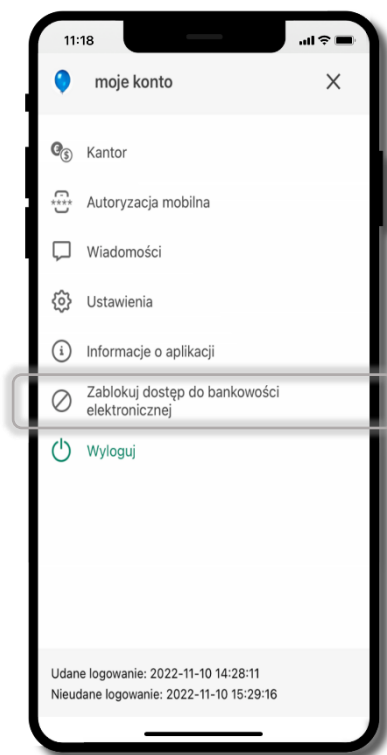 11:18
moje konto
Kantor
Autoryzacja mobilna
Wiadomości
Ustawienia
Informacje o aplikacji
Zablokuj dostęp do bankowości
elektronicznej
Wyloguj
Udane logowanie: 2022-11-10 14:28:11
Nieudane logowanie: 2022-11-10 15:29:16